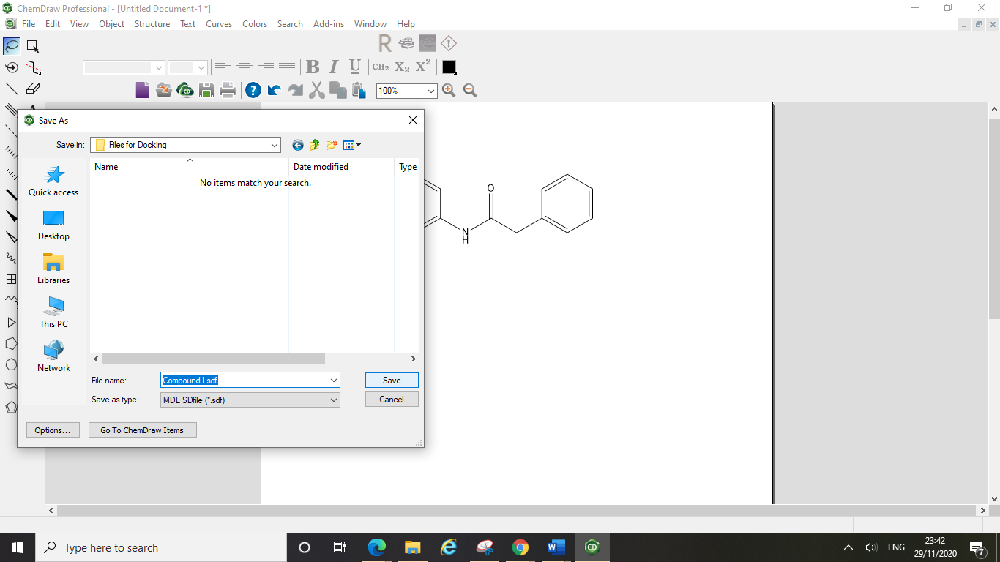 ChemDraw Professional - [Untitled Document-1 *]
File Edit View Object Structure Text Curves Colors Search Add-ins Window Help
R
B I U CH2 X2 X2
100%
Save As
Save in: Files for Docking
Name Date modified Type
No items match your search.
Quick access
Desktop
Libraries
This PC
Network
File name: Compound1.sdf Save
Save as type: MDL SDfile (*.sdf) Cancel
Options... Go To ChemDraw Items
O
N
H
Type here to search
ENG
23:42
29/11/2020
7